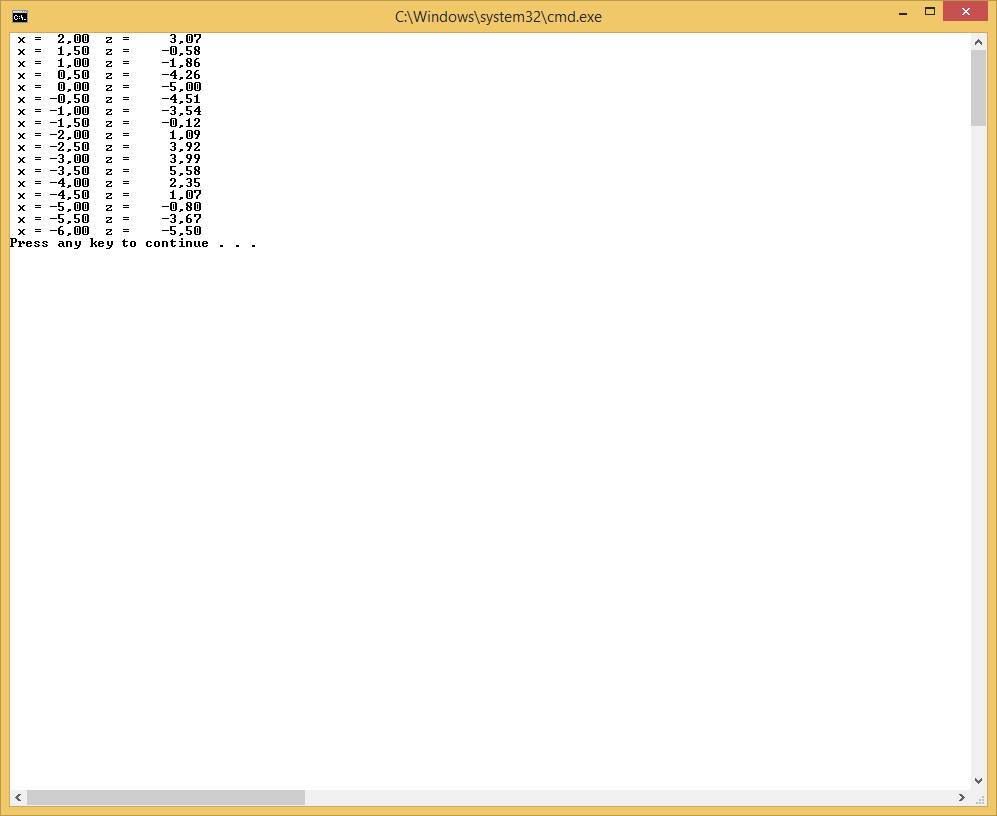 C:\Windows\system32\cmd.exe
x =  2,00  z =     3,07
x =  1,50  z =    -0,58
x =  1,00  z =    -1,86
x =  0,50  z =    -4,26
x =  0,00  z =    -5,00
x = -0,50  z =    -4,51
x = -1,00  z =    -3,54
x = -1,50  z =    -0,12
x = -2,00  z =     1,09
x = -2,50  z =     3,92
x = -3,00  z =     3,99
x = -3,50  z =     5,58
x = -4,00  z =     2,35
x = -4,50  z =     1,07
x = -5,00  z =    -0,80
x = -5,50  z =    -3,67
x = -6,00  z =    -5,50
Press any key to continue . . .